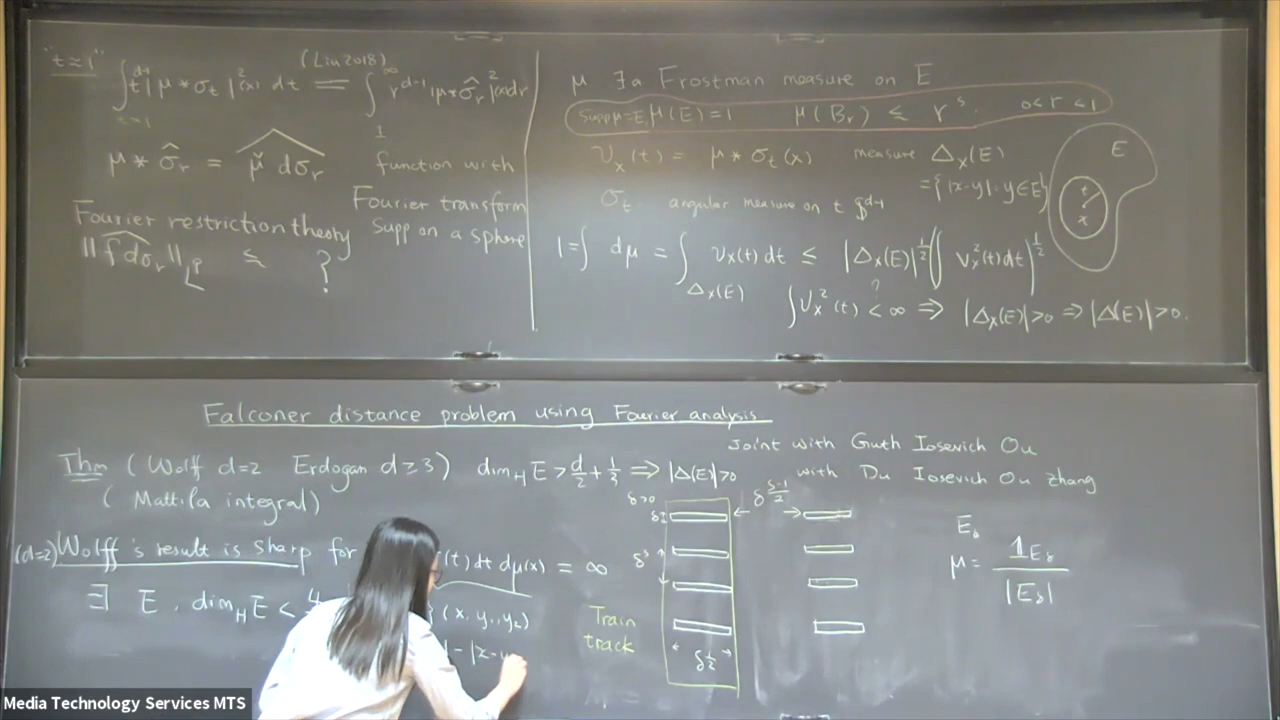 "t≈1"
(Liu 2018)
∫ t^{d-1} |μ * σ_t|^2(x) dt = ∫^∞ r^{d-1} |μ * σ̂_r|^2(x) dr
t≈1
μ * σ̂_r = μ̌ dσ_r
function with
Fourier transform
supp on a sphere
Fourier restriction theory
‖f dσ_r‖_{L^p} ≤ ?
μ ∃ a Frostman measure on E
supp μ = E, μ(E) = 1 μ(B_r) ≤ r^s. 0<r<1
ν_x(t) = μ * σ_t(x) measure Δ_x(E)
= {|x-y| : y∈E}
σ_t angular measure on t S^{d-1}
E
t
x
1 = ∫ dμ = ∫_{Δ_x(E)} ν_x(t) dt ≤ |Δ_x(E)|^{1/2} (∫ ν_x^2(t) dt)^{1/2}
?
∫ν_x^2(t) < ∞ ⇒ |Δ_x(E)|>0 ⇒ |Δ(E)|>0.
Falconer distance problem using Fourier analysis.
Joint with Guth Iosevich Ou
with Du Iosevich Ou Zhang
Thm (Wolff d=2 Erdogan d≥3) dim_H E > d/2 + 1/3 ⇒ |Δ(E)|>0
(Mattila integral)
(d=2) Wolff's result is sharp for
(t) dt dμ(x) = ∞
∃ E, dim_H E < 4
(x, y_1, y_2)
- |x-
δ>0
δ^{1/2}
Train
track
E_δ
μ = 1_{E_δ} / |E_δ|